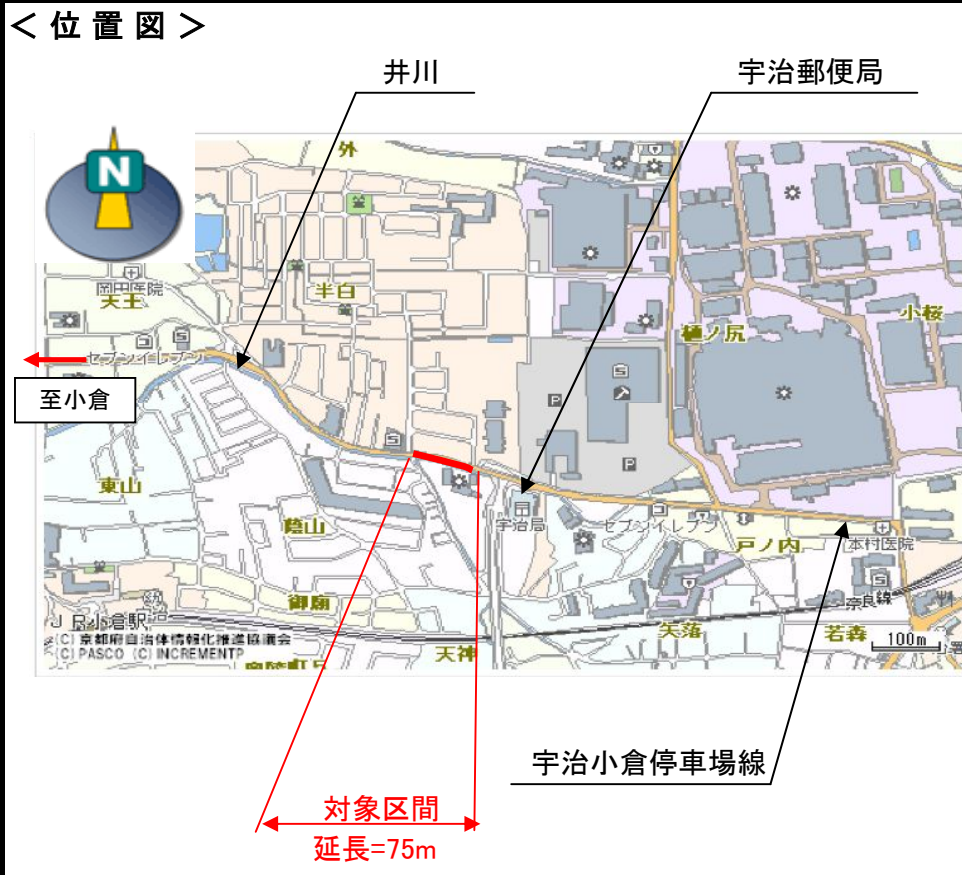 ＜位置図＞
井川
宇治郵便局
N
外
岡田医院
天王
半白
小桜
樋ノ尻
セブンイレブン
至小倉
S
P
P
東山
蔭山
宇治局
セブンイレブン
戸ノ内
本村医院
御廟
奈良線
JR小倉駅
矢落
若森
100m
(C) 京都府自治体情報化推進協議会
(C) PASCO (C) INCREMENTP
天神
宇治小倉停車場線
対象区間
延長=75m